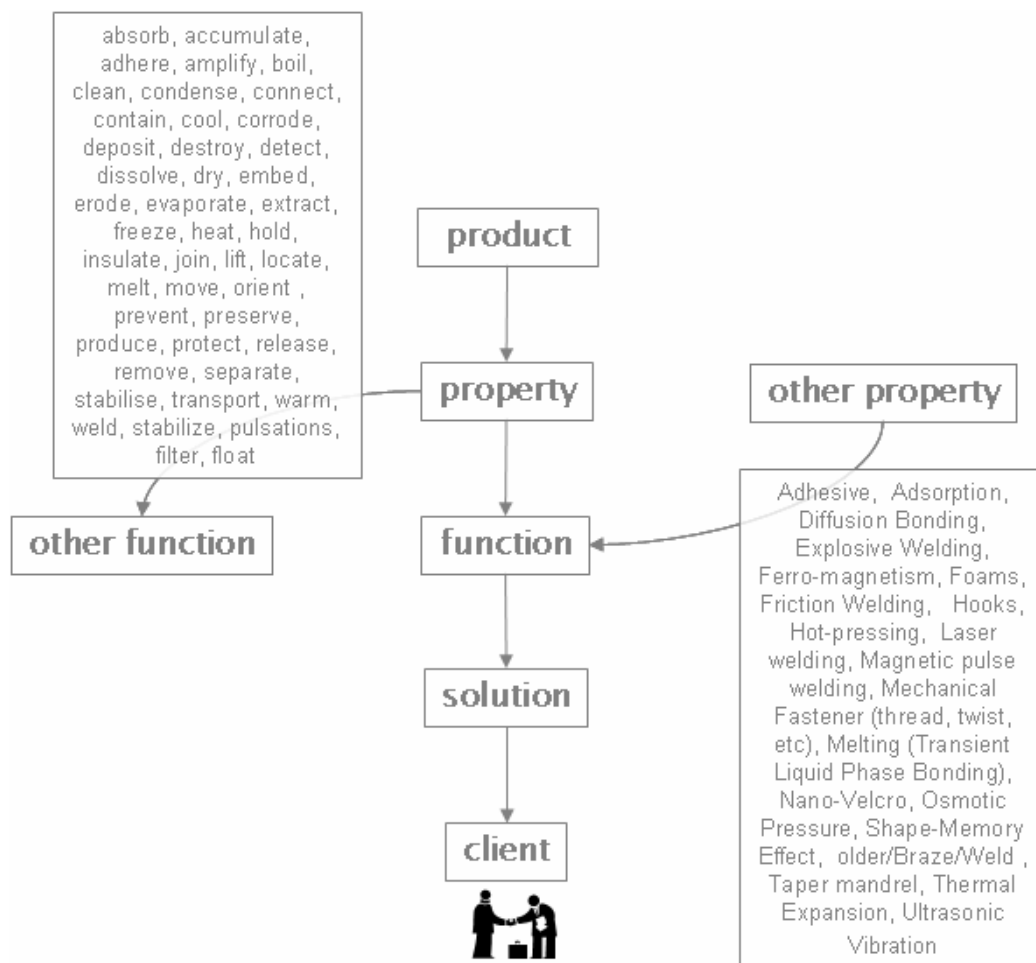 absorb, accumulate,
adhere, amplify, boil,
clean, condense, connect,
contain, cool, corrode,
deposit, destroy, detect,
dissolve, dry, embed,
erode, evaporate, extract,
freeze, heat, hold,
insulate, join, lift, locate,
melt, move, orient ,
prevent, preserve,
produce, protect, release,
remove, separate,
stabilise, transport, warm,
weld, stabilize, pulsations,
filter, float
product
property
other property
other function
function
solution
client
Adhesive, Adsorption,
Diffusion Bonding,
Explosive Welding,
Ferro-magnetism, Foams,
Friction Welding, Hooks,
Hot-pressing, Laser
welding, Magnetic pulse
welding, Mechanical
Fastener (thread, twist,
etc), Melting (Transient
Liquid Phase Bonding),
Nano-Velcro, Osmotic
Pressure, Shape-Memory
Effect, older/Braze/Weld ,
Taper mandrel, Thermal
Expansion, Ultrasonic
Vibration